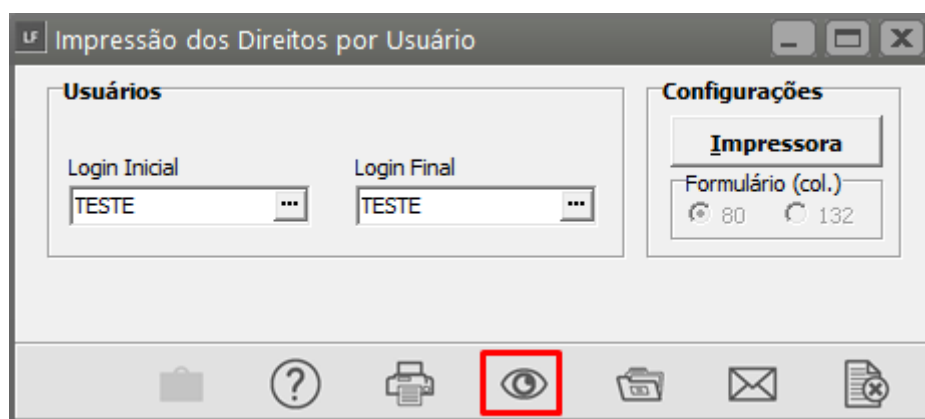 LF Impressão dos Direitos por Usuário
Usuários
Configurações
Impressora
Login Inicial
Login Final
Formulário (col.)
TESTE ...
TESTE ...
80
132
?